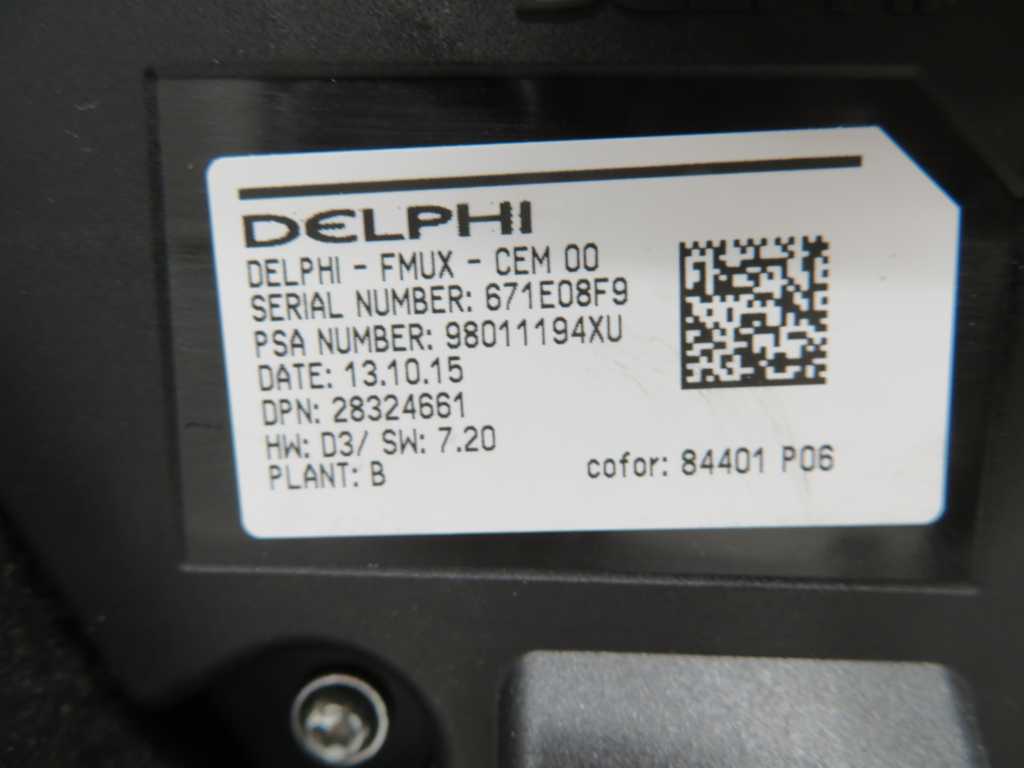 DELPHI
DELPHI - FMUX - CEM 00
SERIAL NUMBER: 671E08F9
PSA NUMBER: 98011194XU
DATE: 13.10.15
DPN: 28324661
HW: D3/ SW: 7.20
PLANT: B
cofor: 84401 P06